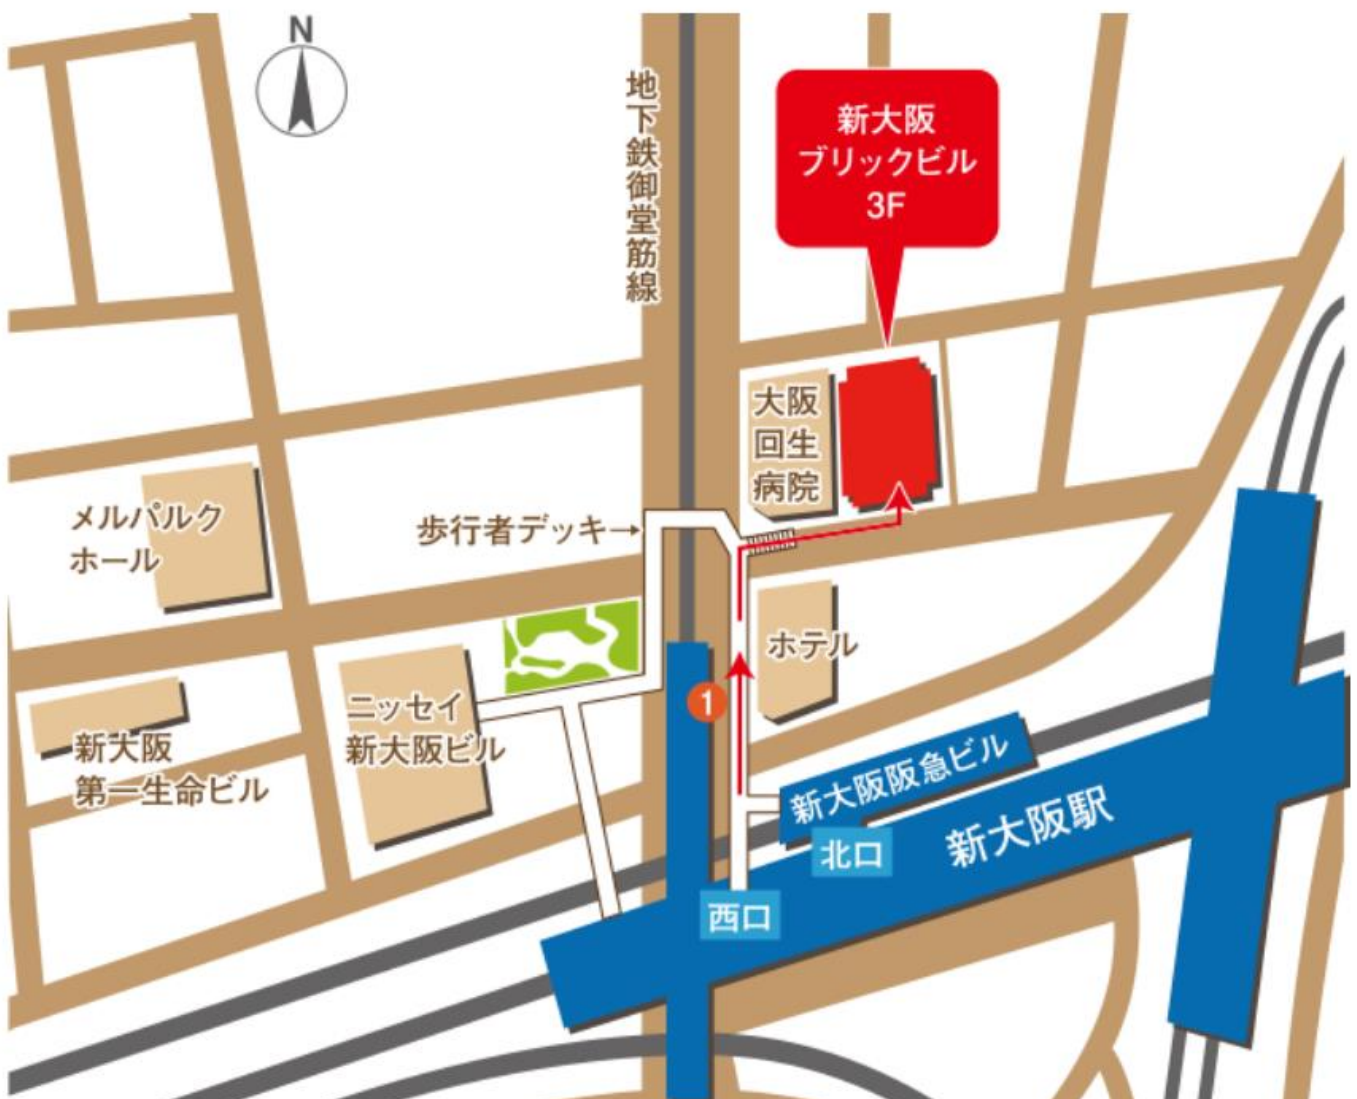 N
地下鉄御堂筋線
新大阪
ブリックビル
3F
大阪
回生
病院
メルパルク
ホール
歩行者デッキ→
ホテル
ニッセイ
新大阪ビル
1
新大阪
第一生命ビル
新大阪阪急ビル
新大阪駅
北口
西口